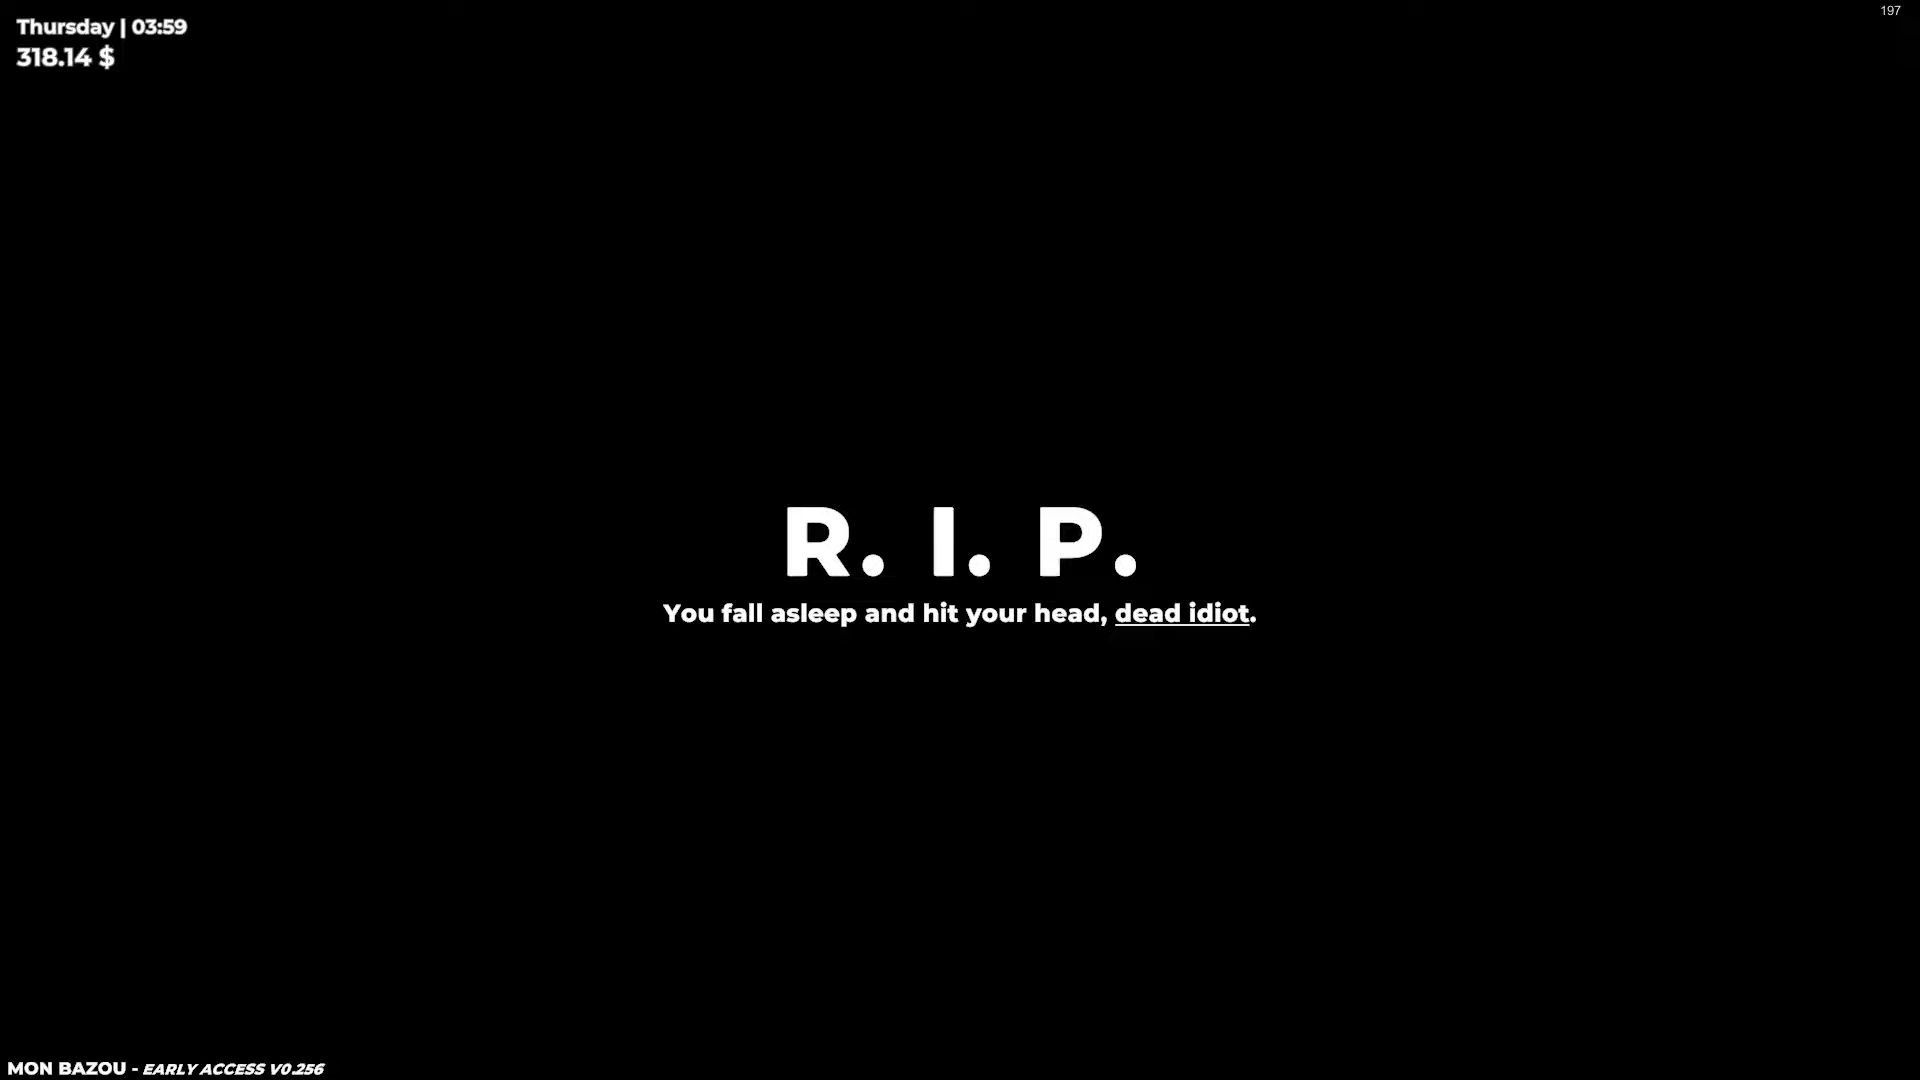 Thursday | 03:59
197
318.14 $
R. I. P.
You fall asleep and hit your head, dead idiot.
MON BAZOU - EARLY ACCESS V0.256